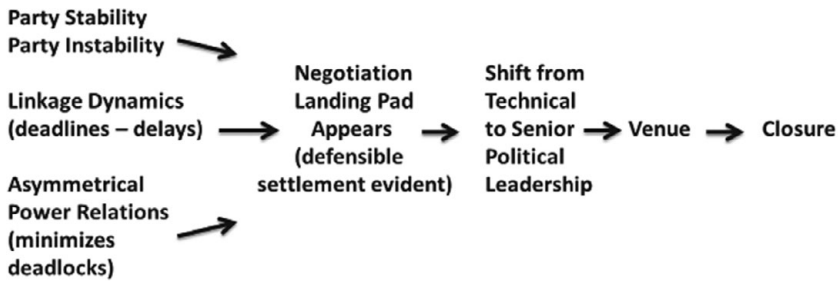 Party Stability
Party Instability
Linkage Dynamics
(deadlines – delays)
Asymmetrical
Power Relations
(minimizes
deadlocks)
Negotiation
Landing Pad
Appears
(defensible
settlement evident)
Shift from
Technical
to Senior
Political
Leadership
Venue
Closure